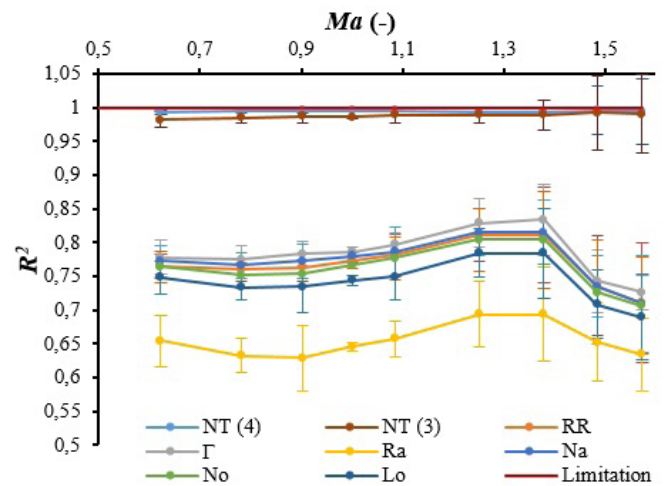 Ma (-)
0,5 0,7 0,9 1,1 1,3 1,5
1,05
1
0,95
0,9
0,85
0,8
0,75
0,7
0,65
0,6
0,55
0,5
R²
NT (4) NT (3) RR
Γ Ra Na
No Lo Limitation